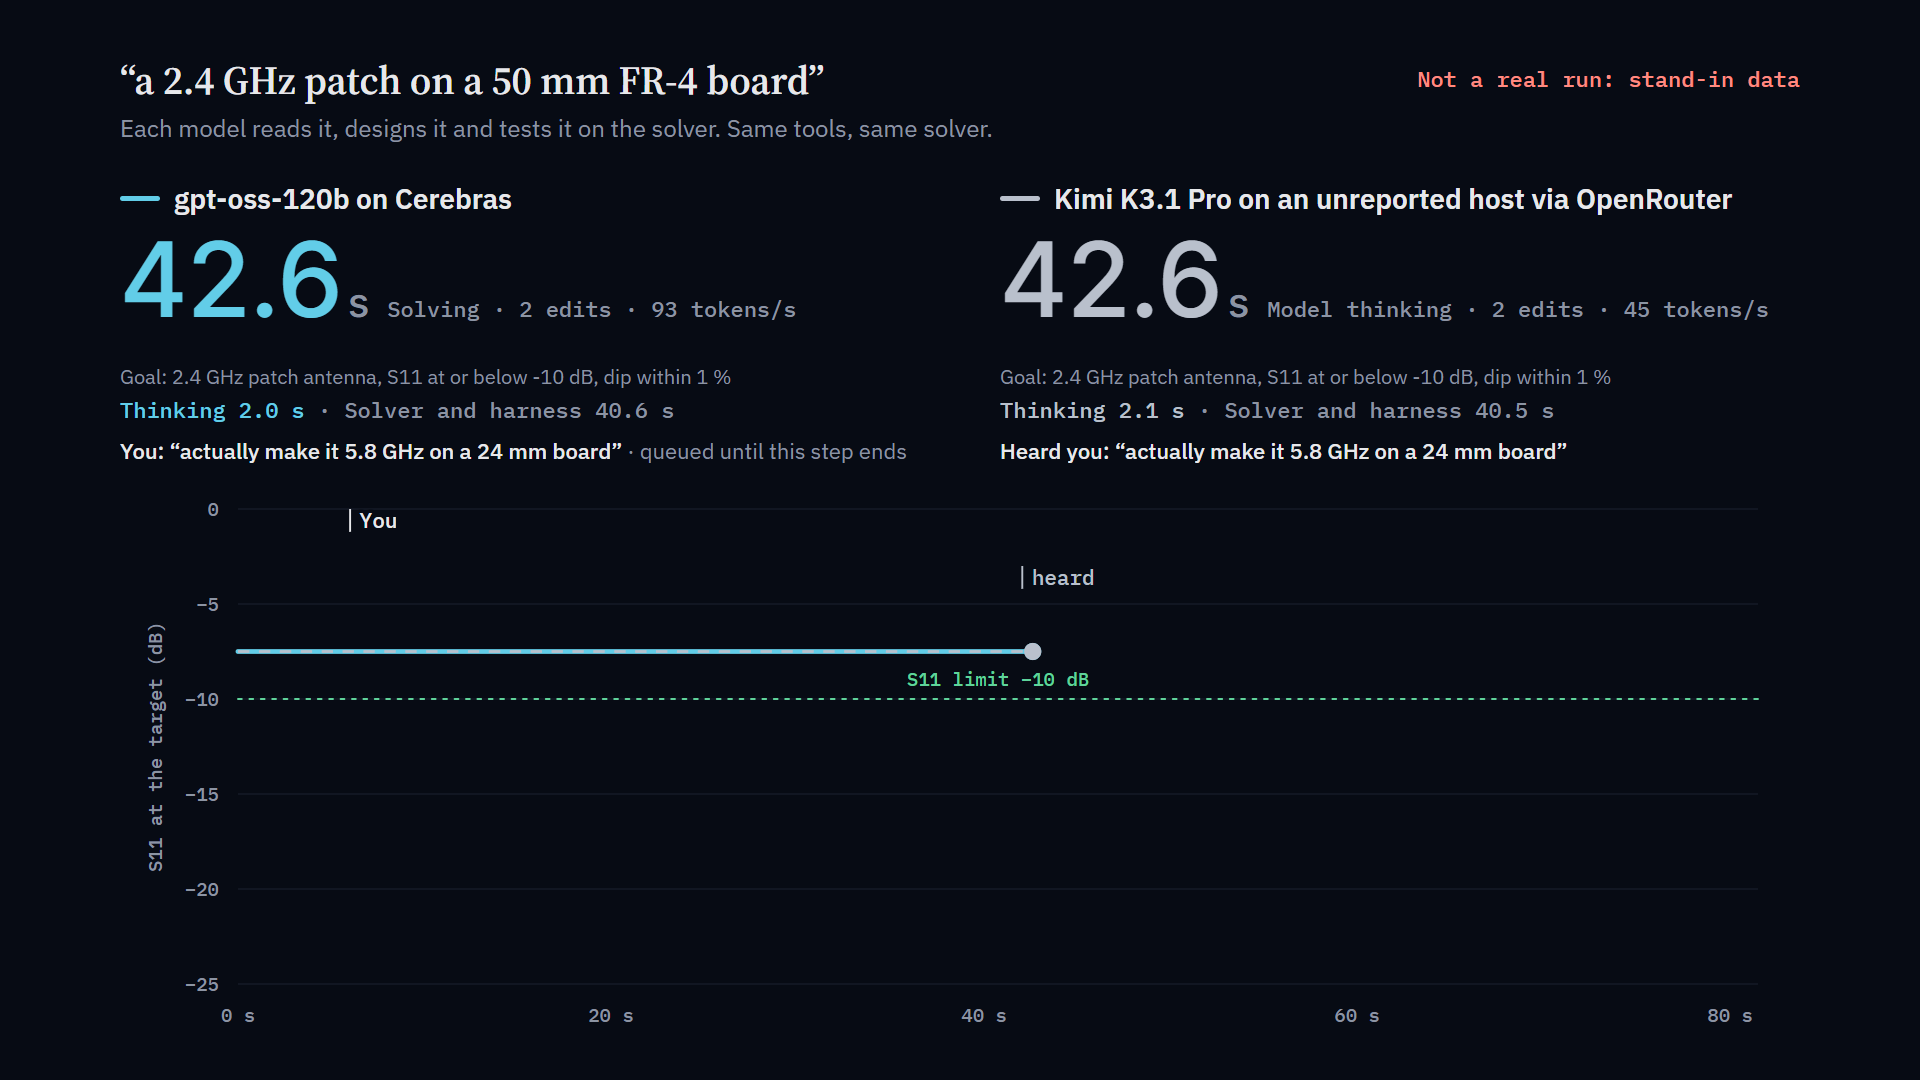 “a 2.4 GHz patch on a 50 mm FR-4 board”
Not a real run: stand-in data
Each model reads it, designs it and tests it on the solver. Same tools, same solver.
gpt-oss-120b on Cerebras
42.6 s Solving · 2 edits · 93 tokens/s
Goal: 2.4 GHz patch antenna, S11 at or below -10 dB, dip within 1 %
Thinking 2.0 s · Solver and harness 40.6 s
You: “actually make it 5.8 GHz on a 24 mm board” · queued until this step ends
Kimi K3.1 Pro on an unreported host via OpenRouter
42.6 s Model thinking · 2 edits · 45 tokens/s
Goal: 2.4 GHz patch antenna, S11 at or below -10 dB, dip within 1 %
Thinking 2.1 s · Solver and harness 40.5 s
Heard you: “actually make it 5.8 GHz on a 24 mm board”
S11 at the target (dB)
0
−5
−10
−15
−20
−25
You
heard
S11 limit −10 dB
0 s
20 s
40 s
60 s
80 s